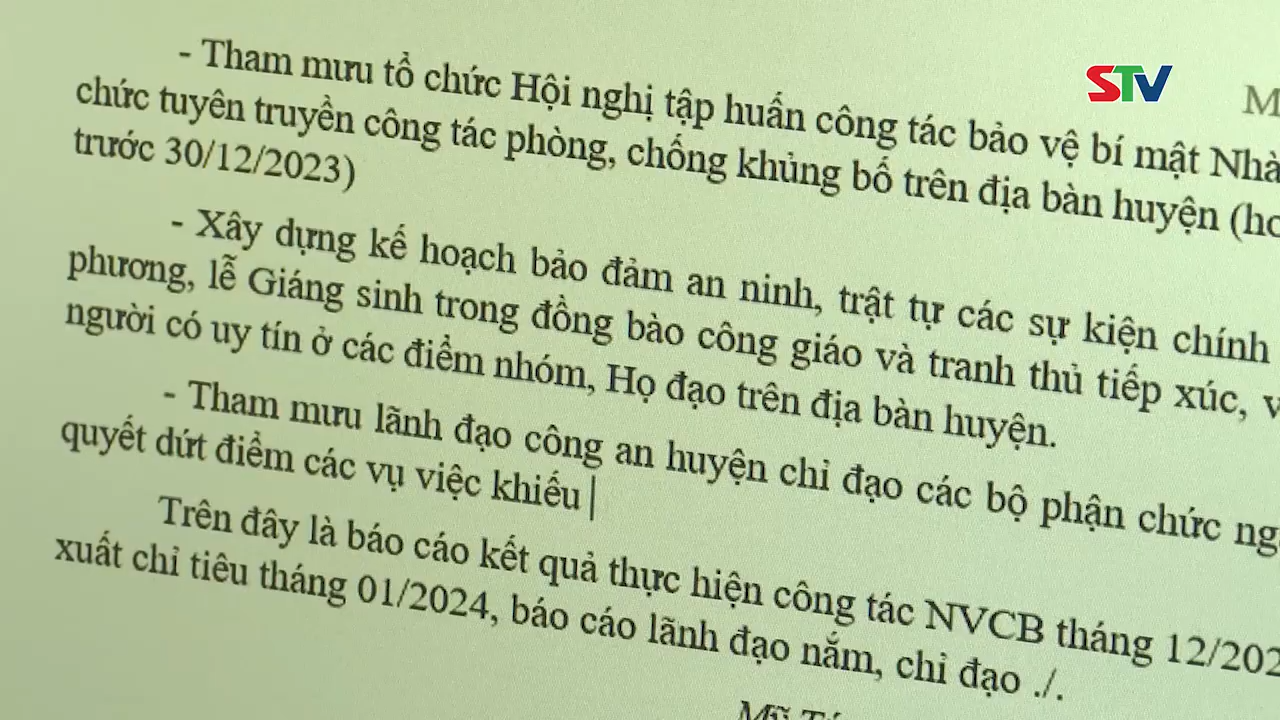 STV
- Tham mưu tổ chức Hội nghị tập huấn công tác bảo vệ bí mật Nhà
chức tuyên truyền công tác phòng, chống khủng bố trên địa bàn huyện (ho
trước 30/12/2023)
- Xây dựng kế hoạch bảo đảm an ninh, trật tự các sự kiện chính
phương, lễ Giáng sinh trong đồng bào công giáo và tranh thủ tiếp xúc, v
người có uy tín ở các điểm nhóm, Họ đạo trên địa bàn huyện.
- Tham mưu lãnh đạo công an huyện chỉ đạo các bộ phận chức ng
quyết dứt điểm các vụ việc khiếu
Trên đây là báo cáo kết quả thực hiện công tác NVCB tháng 12/202
xuất chỉ tiêu tháng 01/2024, báo cáo lãnh đạo nắm, chỉ đạo ./.